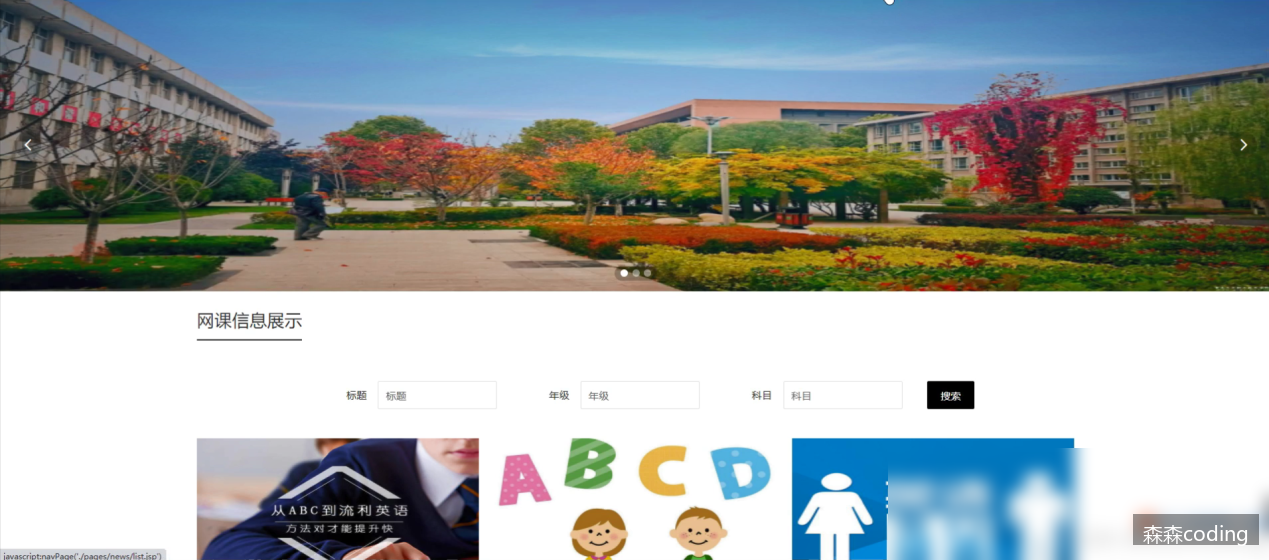 网课信息展示
标题 标题 年级 年级 科目 科目 搜索
从ABC到流利英语
方法对才能提升快
A B C D
森森coding
javascript:navPage('./pages/news/list.jsp')